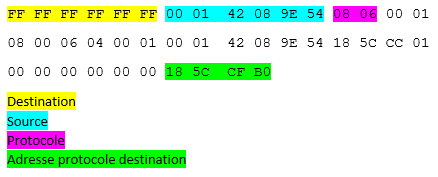 FF FF FF FF FF FF 00 01 42 08 9E 54 08 06 00 01
08 00 06 04 00 01 00 01 42 08 9E 54 18 5C CC 01
00 00 00 00 00 00 18 5C CF B0
Destination
Source
Protocole
Adresse protocole destination